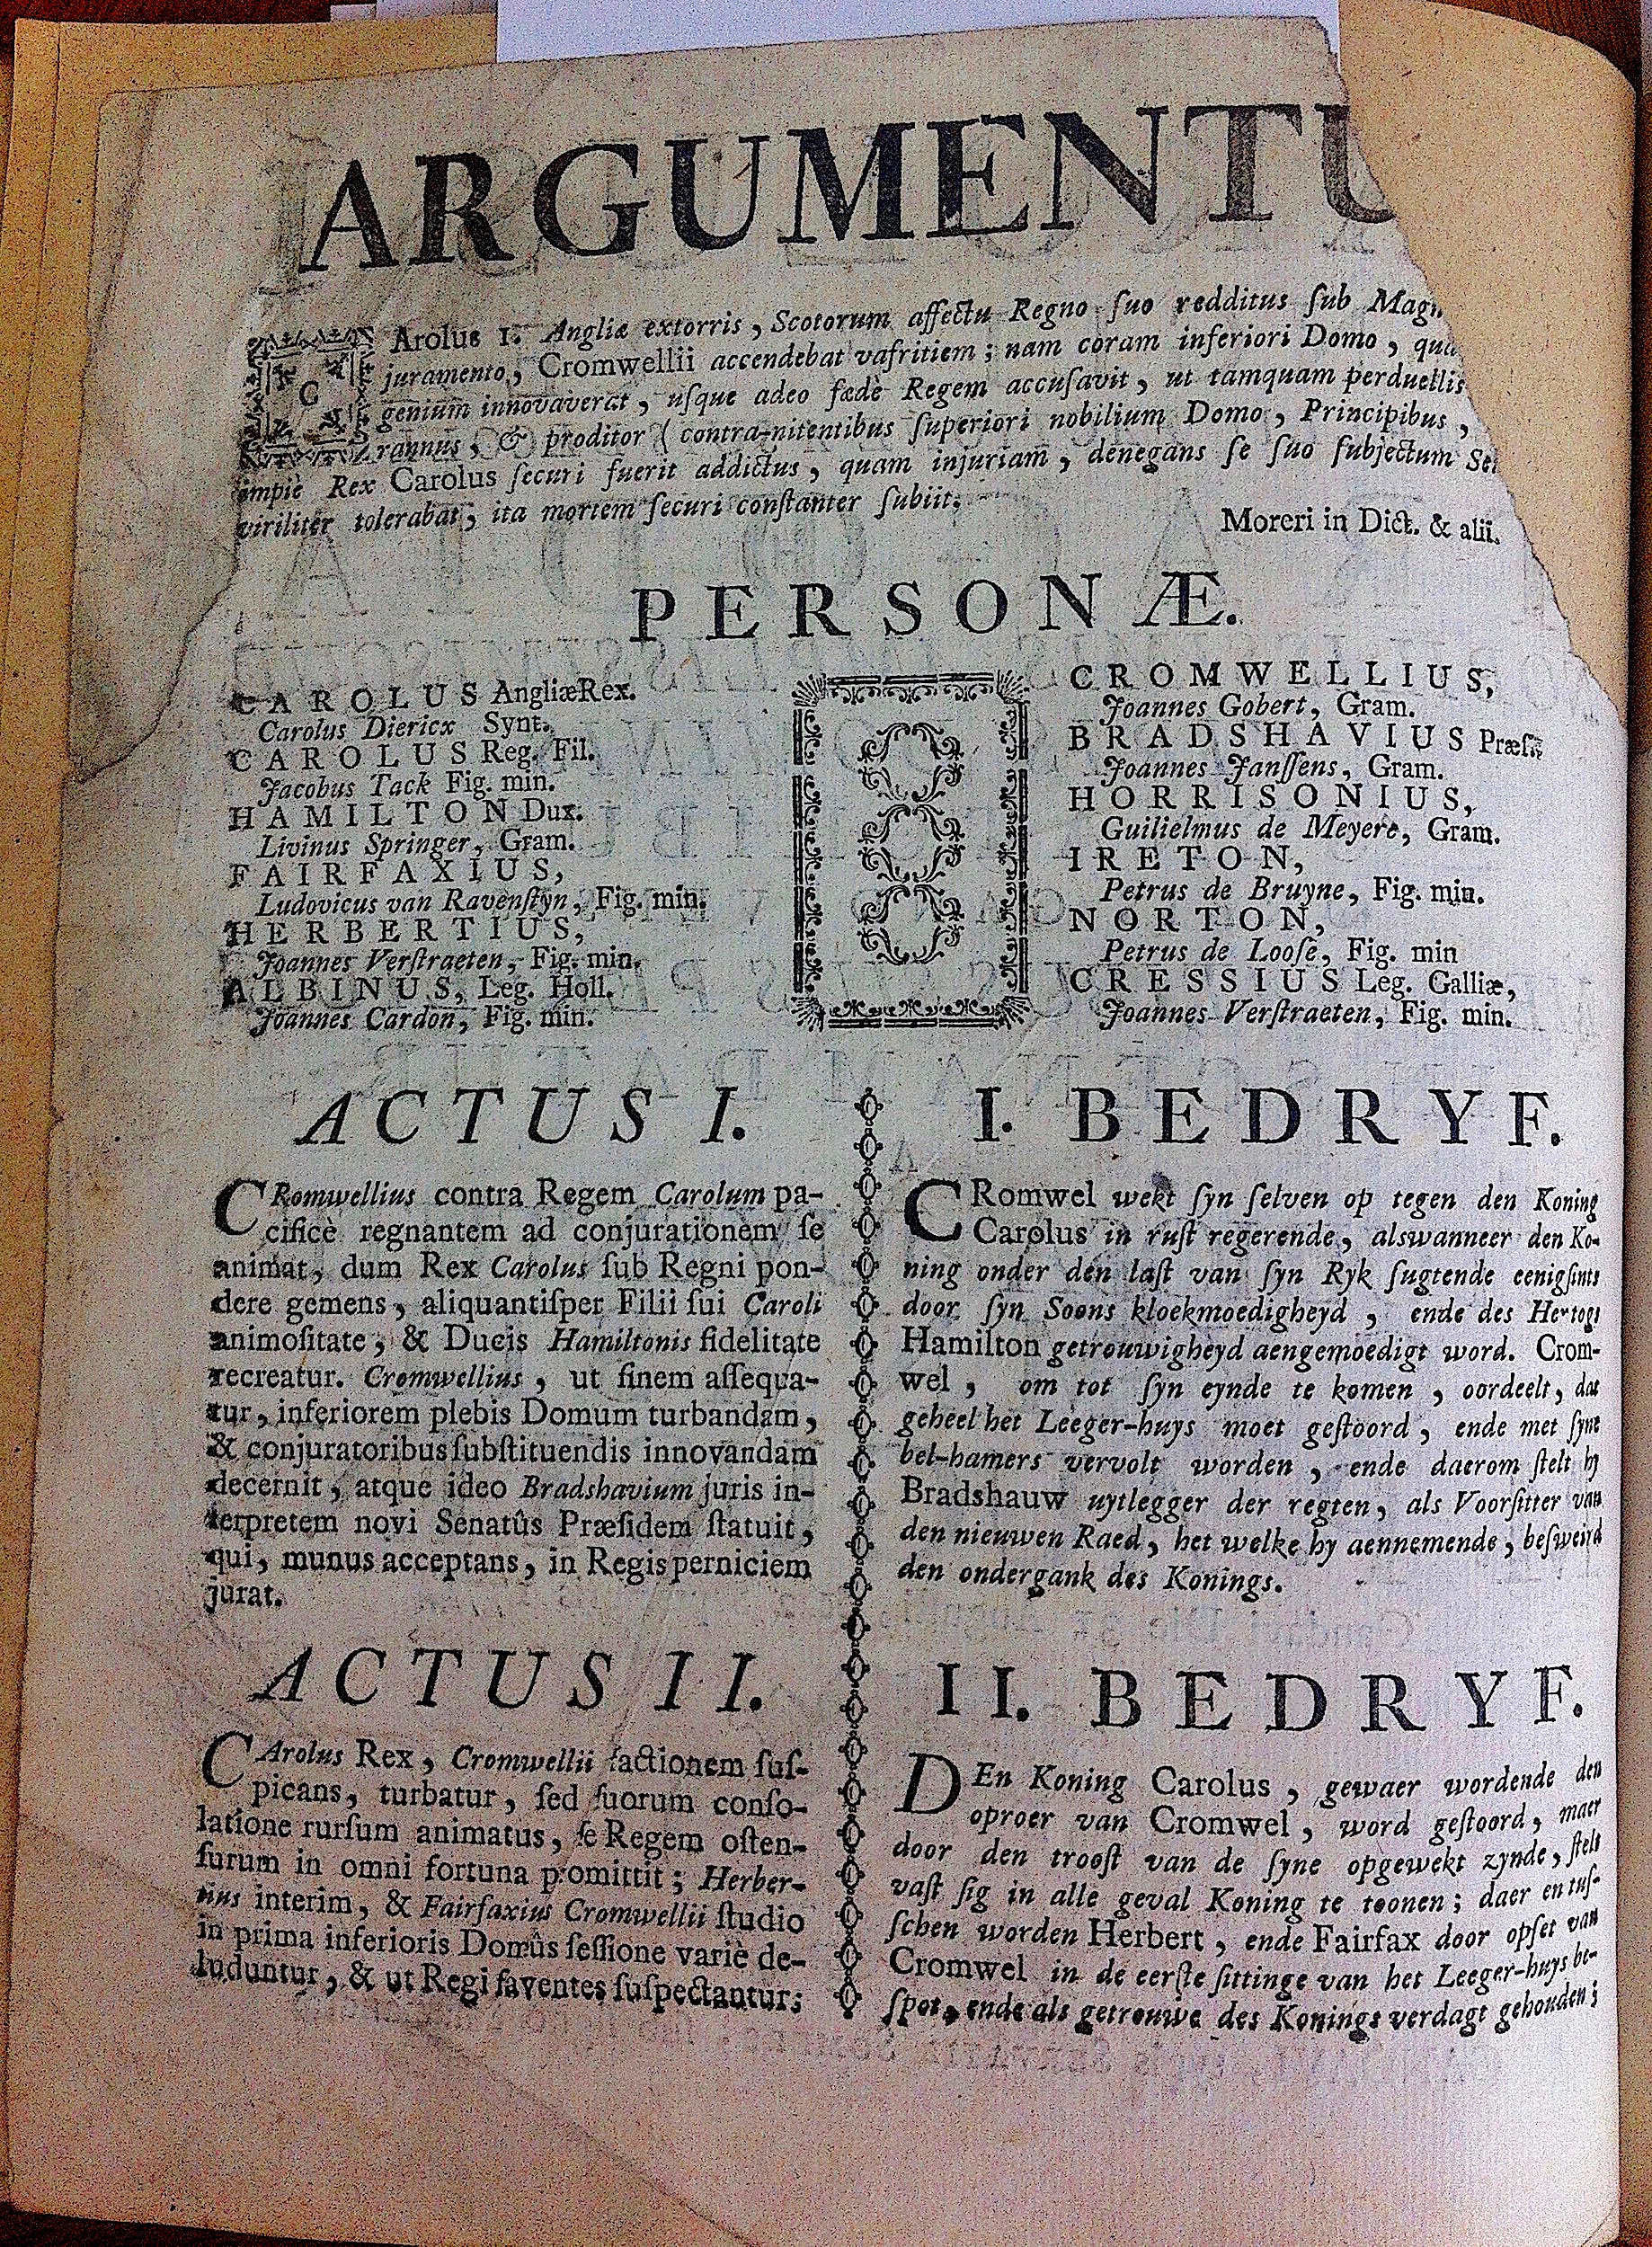 ARGUMENTU
CArolus I. Angliæ extorris, Scotorum affectu Regno ſuo redditus ſub Mag
juramento, Cromwellii accendebat vafritiem; nam coram inferiori Domo,
genium innovaverat, uſque adeo fœdè Regem accuſavit, ut tamquam perduellis
rannus, & proditor (contra-nitentibus ſuperiori nobilium Domo, Principibus,
impiè Rex Carolus ſecuri fuerit addictus, quam injuriam, denegans ſe ſuo ſubjectum
viriliter tolerabat, ita mortem ſecuri conſtanter ſubiit.
Moreri in Dict. & alii.
PERSONÆ.
CAROLUS AngliæRex.
Carolus Diericx Synt.
CAROLUS Reg. Fil.
Jacobus Tack Fig. min.
HAMILTON Dux.
Livinus Springer, Gram.
FAIRFAXIUS,
Ludovicus van Ravenſtyn, Fig. min.
HERBERTIUS,
Joannes Verſtraeten, Fig. min.
ALBINUS, Leg. Holl.
Joannes Cardon, Fig. min.
CROMWELLIUS,
Joannes Gobert, Gram.
BRADSHAVIUS Præſes
Joannes Janſſens, Gram.
HORRISONIUS,
Guilielmus de Meyere, Gram.
IRETON,
Petrus de Bruyne, Fig. min.
NORTON,
Petrus de Looſe, Fig. min
CRESSIUS Leg. Galliæ,
Joannes Verſtraeten, Fig. min.
ACTUS I.
CRomwellius contra Regem Carolum pa-
cificè regnantem ad conjurationem ſe
animat, dum Rex Carolus ſub Regni pon-
dere gemens, aliquantiſper Filii ſui Caroli
animoſitate, & Ducis Hamiltonis fidelitate
recreatur. Cromwellius, ut finem aſſequa-
tur, inferiorem plebis Domum turbandam,
& conjuratoribus ſubſtituendis innovandam
decernit, atque ideo Bradshavium juris in-
terpretem novi Senatûs Præſidem ſtatuit,
qui, munus acceptans, in Regis perniciem
jurat.
I. BEDRYF.
CRomwel wekt ſyn ſelven op tegen den Koning
Carolus in ruſt regerende, alswanneer den Ko-
ning onder den laſt van ſyn Ryk ſugtende eenigſints
door ſyn Soons kloekmoedigheyd, ende des Hertogs
Hamilton getrouwigheyd aengemoedigt word. Crom-
wel, om tot ſyn eynde te komen, oordeelt, dat
geheel het Leeger-huys moet geſtoord, ende met ſyne
bel-hamers vervolt worden, ende daerom ſtelt hy
Bradshauw uytlegger der regten, als Voorſitter van
den nieuwen Raed, het welke hy aennemende, beſweird
den ondergank des Konings.
ACTUS II.
CArolus Rex, Cromwellii factionem ſuſ-
picans, turbatur, ſed ſuorum conſo-
latione rurſum animatus, ſe Regem oſten-
ſurum in omni fortuna promittit; Herber-
tius interim, & Fairfaxius Cromwellii ſtudio
in prima inferioris Domûs ſeſſione variè de-
luduntur, & ut Regi faventes ſuſpectantur;
II. BEDRYF.
DEn Koning Carolus, gewaer wordende den
oproer van Cromwel, word geſtoord, maer
door den trooſt van de ſyne opgewekt zynde, ſtelt
vaſt ſig in alle geval Koning te toonen; daer entuſ-
ſchen worden Herbert, ende Fairfax door opſet van
Cromwel in de eerſte ſittinge van het Leeger-huys be-
ſpot, ende als getrouwe des Konings verdagt gehouden;